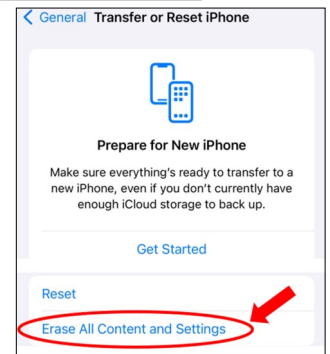 General Transfer or Reset iPhone
Prepare for New iPhone
Make sure everything's ready to transfer to a
new iPhone, even if you don't currently have
enough iCloud storage to back up.
Get Started
Reset
Erase All Content and Settings